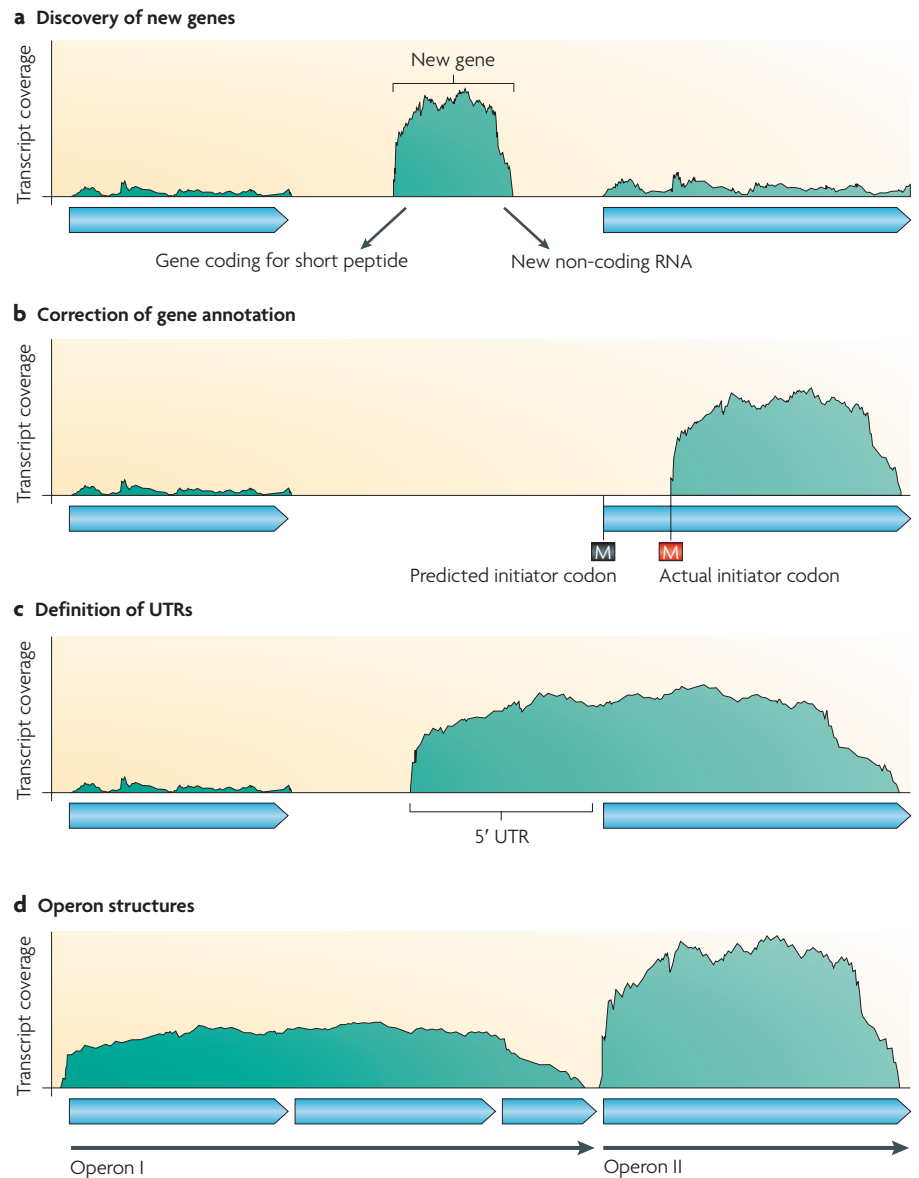 a Discovery of new genes
Transcript coverage
New gene
Gene coding for short peptide
New non-coding RNA
b Correction of gene annotation
Transcript coverage
M
M
Predicted initiator codon
Actual initiator codon
c Definition of UTRs
Transcript coverage
5′ UTR
d Operon structures
Transcript coverage
Operon I
Operon II